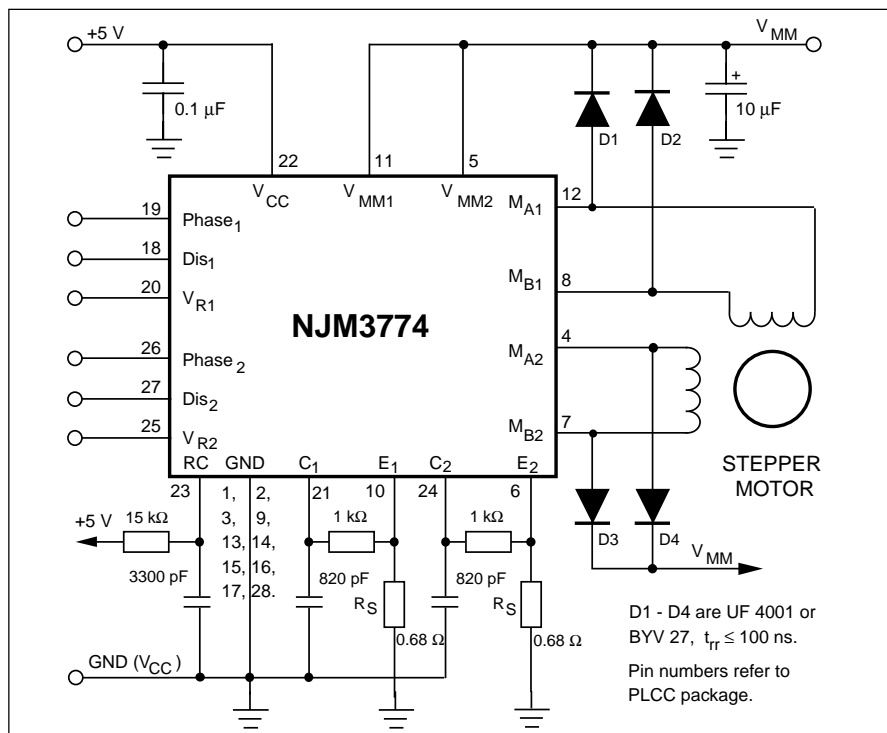 +5 V
V_MM
0.1 µF
+
10 µF
D1
D2
22
11
5
V_CC
V_MM1
V_MM2
M_A1
12
19
Phase_1
18
Dis_1
20
V_R1
M_B1
8
NJM3774
26
Phase_2
27
Dis_2
25
V_R2
M_A2
4
M_B2
7
STEPPER
MOTOR
RC
GND
C_1
E_1
C_2
E_2
23
1, 2,
3, 9,
13, 14,
15, 16,
17, 28.
21
10
24
6
+5 V
15 kΩ
1 kΩ
1 kΩ
D3
D4
V_MM
3300 pF
820 pF
820 pF
R_S
R_S
0.68 Ω
0.68 Ω
GND (V_CC)
D1 - D4 are UF 4001 or
BYV 27, t_rr ≤ 100 ns.
Pin numbers refer to
PLCC package.